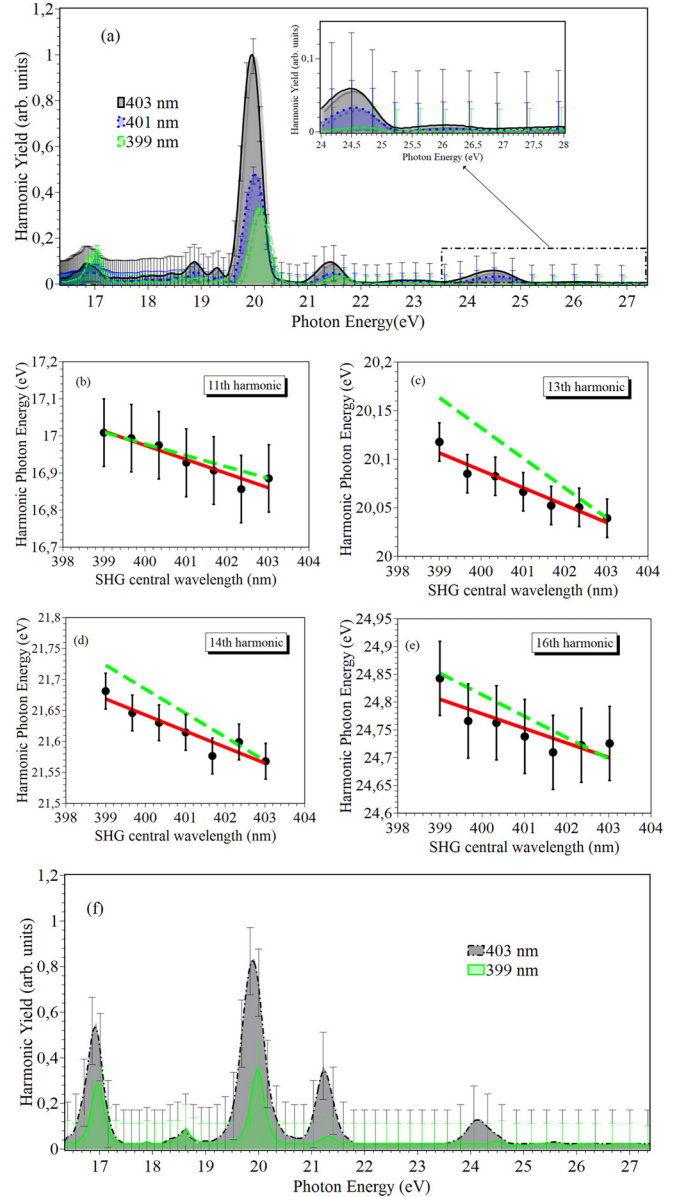 (a)
Harmonic Yield (arb. units)
1,2
1
0,8
0,6
0,4
0,2
0
403 nm
401 nm
399 nm
17 18 19 20 21 22 23 24 25 26 27
Photon Energy(eV)
Harmonic Yield (arb. units)
0,1
0
24 24,5 25 25,5 26 26,5 27 27,5 28
Photon Energy (eV)
(b)
11th harmonic
Harmonic Photon Energy (eV)
17,2
17,1
17
16,9
16,8
16,7
398 399 400 401 402 403 404
SHG central wavelength (nm)
(c)
13th harmonic
Harmonic Photon Energy (eV)
20,2
20,15
20,1
20,05
20
398 399 400 401 402 403 404
SHG central wavelength (nm)
(d)
14th harmonic
Harmonic Photon Energy (eV)
21,8
21,75
21,7
21,65
21,6
21,55
21,5
398 399 400 401 402 403 404
SHG central wavelength (nm)
(e)
16th harmonic
Harmonic Photon Energy (eV)
24,95
24,9
24,85
24,8
24,75
24,7
24,65
24,6
398 399 400 401 402 403 404
SHG central wavelength (nm)
(f)
Harmonic Yield (arb. units)
1,2
1
0,8
0,6
0,4
0,2
0
403 nm
399 nm
17 18 19 20 21 22 23 24 25 26 27
Photon Energy (eV)